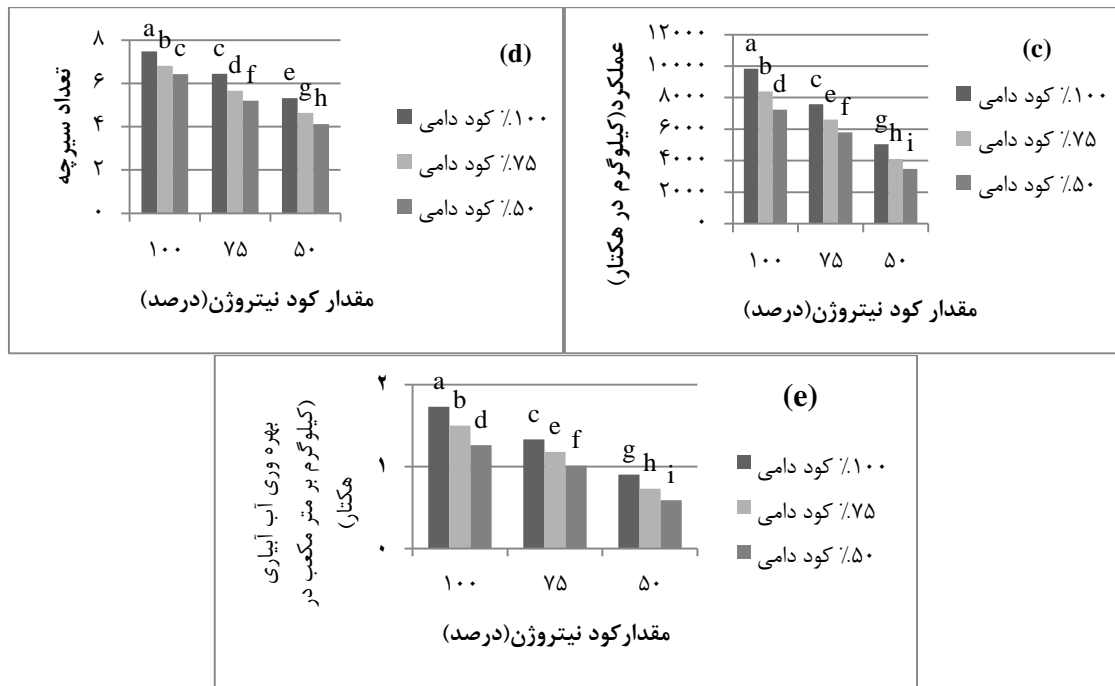 (d)
تعداد سیرچه
۸
۶
۴
۲
۰
a b c c d f e g h
۱۰۰ ۷۵ ۵۰
مقدار کود نیتروژن(درصد)
٪۱۰۰ کود دامی
٪۷۵ کود دامی
٪۵۰ کود دامی
(c)
عملکرد(کیلوگرم در هکتار)
۱۲۰۰۰
۱۰۰۰۰
۸۰۰۰
۶۰۰۰
۴۰۰۰
۲۰۰۰
۰
a b d c e f g h i
۱۰۰ ۷۵ ۵۰
مقدار کود نیتروژن(درصد)
٪۱۰۰ کود دامی
٪۷۵ کود دامی
٪۵۰ کود دامی
(e)
بهره وری آب آبیاری
(کیلوگرم بر متر مکعب در
هکتار)
۲
۱
۰
a b d c e f g h i
۱۰۰ ۷۵ ۵۰
مقدارکود نیتروژن(درصد)
٪۱۰۰ کود دامی
٪۷۵ کود دامی
٪۵۰ کود دامی